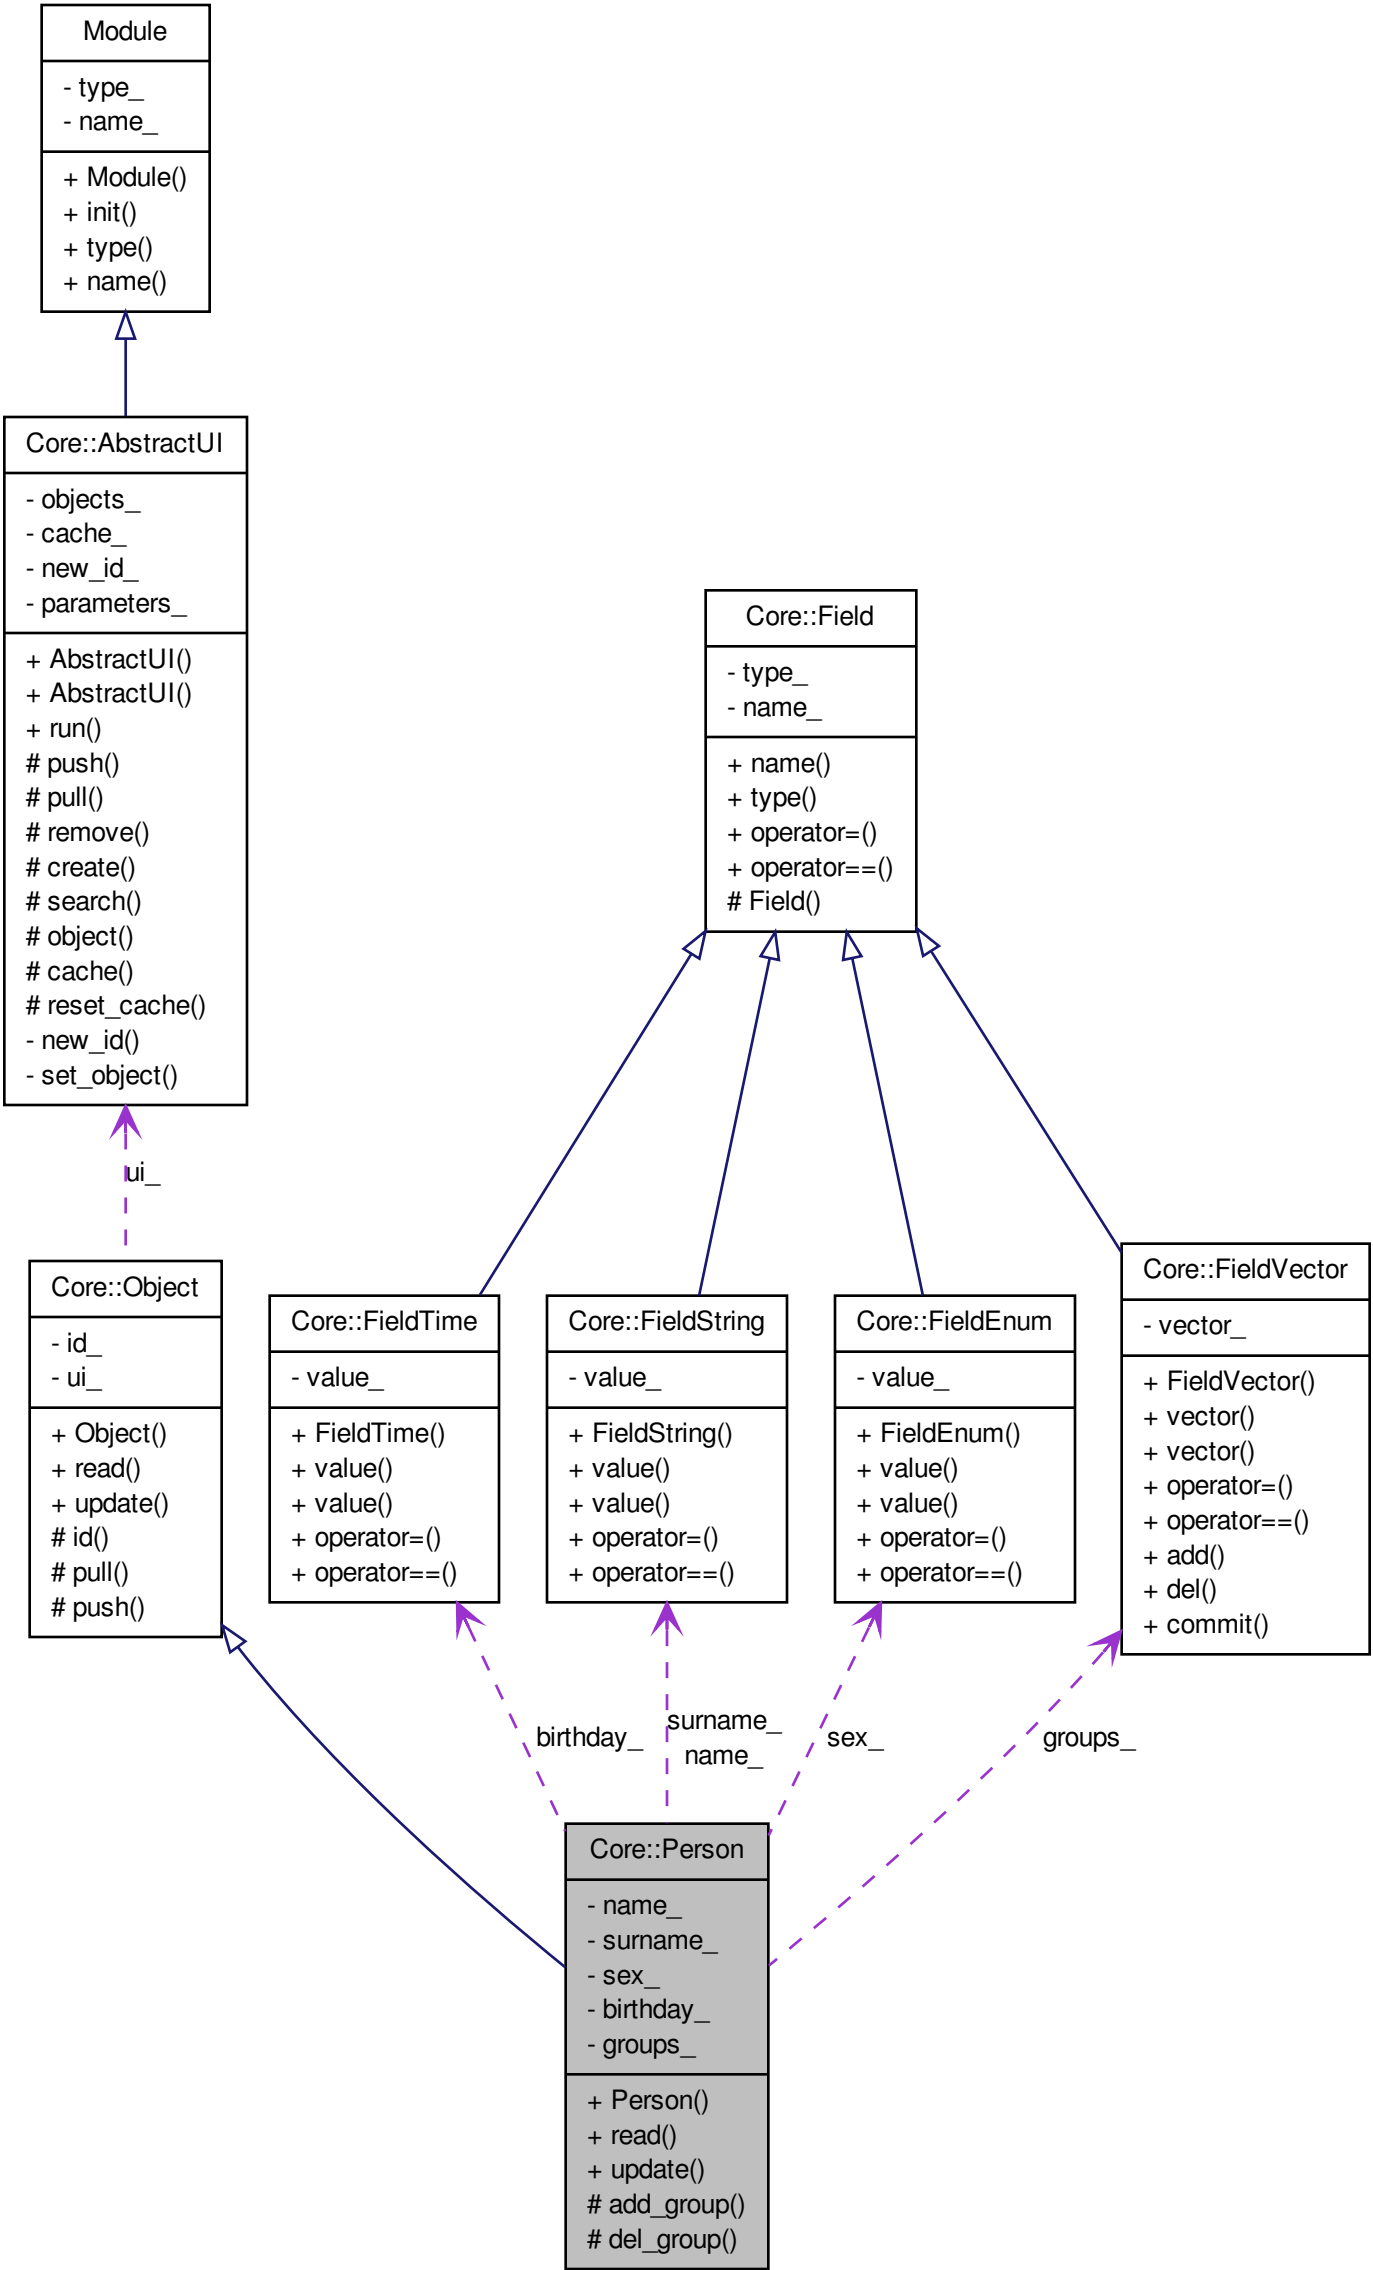 Module
- type_
- name_
+ Module()
+ init()
+ type()
+ name()
Core::AbstractUI
- objects_
- cache_
- new_id_
- parameters_
+ AbstractUI()
+ AbstractUI()
+ run()
# push()
# pull()
# remove()
# create()
# search()
# object()
# cache()
# reset_cache()
- new_id()
- set_object()
Core::Field
- type_
- name_
+ name()
+ type()
+ operator=()
+ operator==()
# Field()
ui_
Core::Object
- id_
- ui_
+ Object()
+ read()
+ update()
# id()
# pull()
# push()
Core::FieldTime
- value_
+ FieldTime()
+ value()
+ value()
+ operator=()
+ operator==()
Core::FieldString
- value_
+ FieldString()
+ value()
+ value()
+ operator=()
+ operator==()
Core::FieldEnum
- value_
+ FieldEnum()
+ value()
+ value()
+ operator=()
+ operator==()
Core::FieldVector
- vector_
+ FieldVector()
+ vector()
+ vector()
+ operator=()
+ operator==()
+ add()
+ del()
+ commit()
birthday_
surname_
name_
sex_
groups_
Core::Person
- name_
- surname_
- sex_
- birthday_
- groups_
+ Person()
+ read()
+ update()
# add_group()
# del_group()